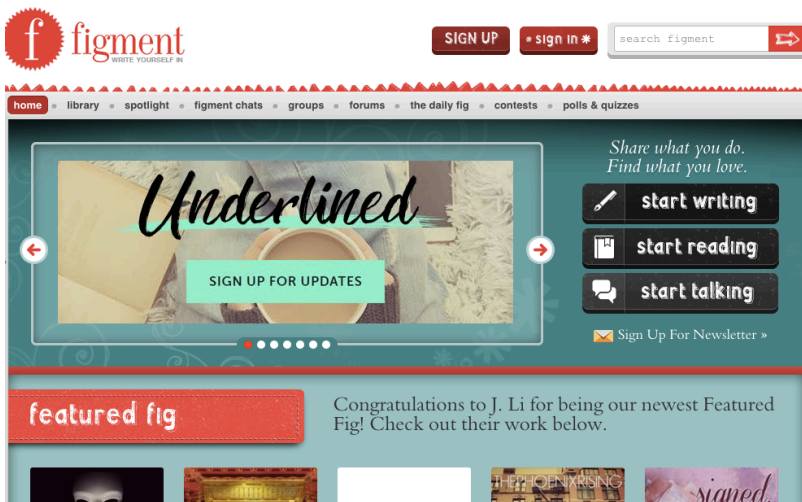 f figment
WRITE YOURSELF IN
SIGN UP
sign in
search figment
home library spotlight figment chats groups forums the daily fig contests polls & quizzes
Underlined
SIGN UP FOR UPDATES
Share what you do.
Find what you love.
start writing
start reading
start talking
Sign Up For Newsletter »
featured fig
Congratulations to J. Li for being our newest Featured
Fig! Check out their work below.
THEPHOENIXRISING
signed,